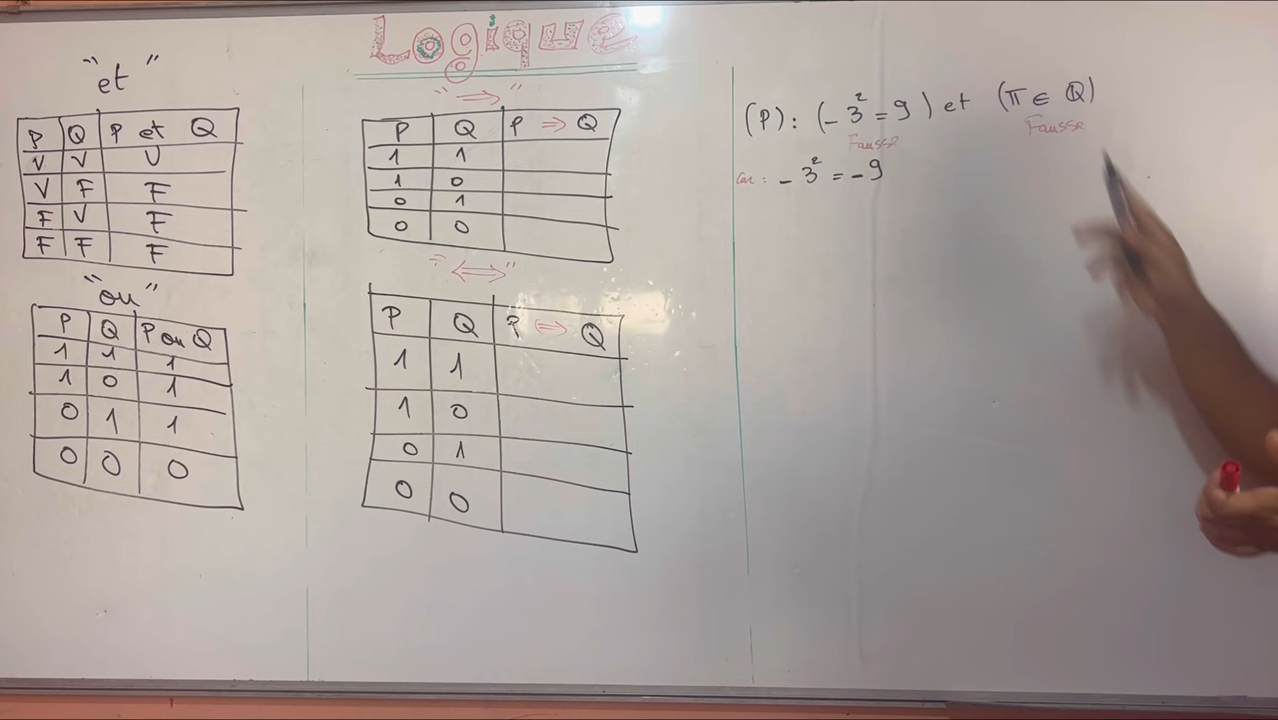 Logique
"et"
P Q P et Q
V V V
V F F
F V F
F F F
"ou"
P Q P ou Q
1 1 1
1 0 1
0 1 1
0 0 0
"⇒"
P Q P ⇒ Q
1 1
1 0
0 1
0 0
"⇔"
P Q P ⇔ Q
1 1
1 0
0 1
0 0
(P): (-3² = 9) et (π ∈ ℚ)
Fausse Fausse
Car : -3² = -9